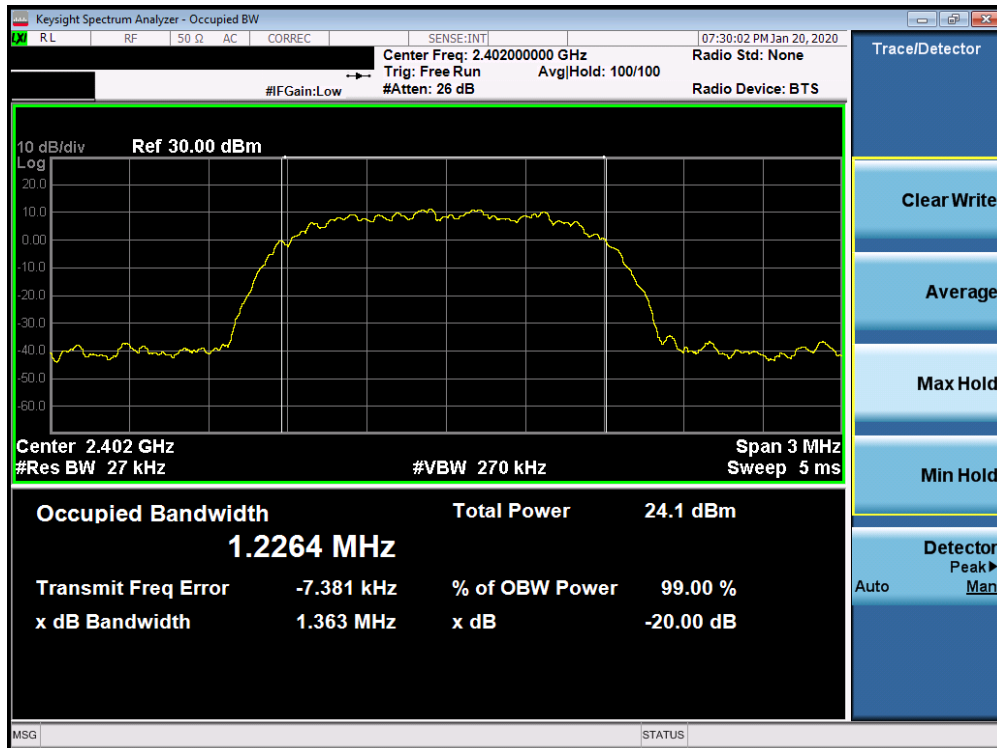 Keysight Spectrum Analyzer - Occupied BW
LXI RL RF 50 Ω AC CORREC SENSE:INT 07:30:02 PM Jan 20, 2020
Center Freq: 2.402000000 GHz Radio Std: None
Trig: Free Run Avg|Hold: 100/100
#IFGain:Low #Atten: 26 dB Radio Device: BTS
Trace/Detector
10 dB/div Ref 30.00 dBm
Log
20.0
10.0
0.00
-10.0
-20.0
-30.0
-40.0
-50.0
-60.0
Center 2.402 GHz Span 3 MHz
#Res BW 27 kHz #VBW 270 kHz Sweep 5 ms
Clear Write
Average
Max Hold
Min Hold
Detector
Peak▶
Auto Man
Occupied Bandwidth Total Power 24.1 dBm
1.2264 MHz
Transmit Freq Error -7.381 kHz % of OBW Power 99.00 %
x dB Bandwidth 1.363 MHz x dB -20.00 dB
MSG STATUS